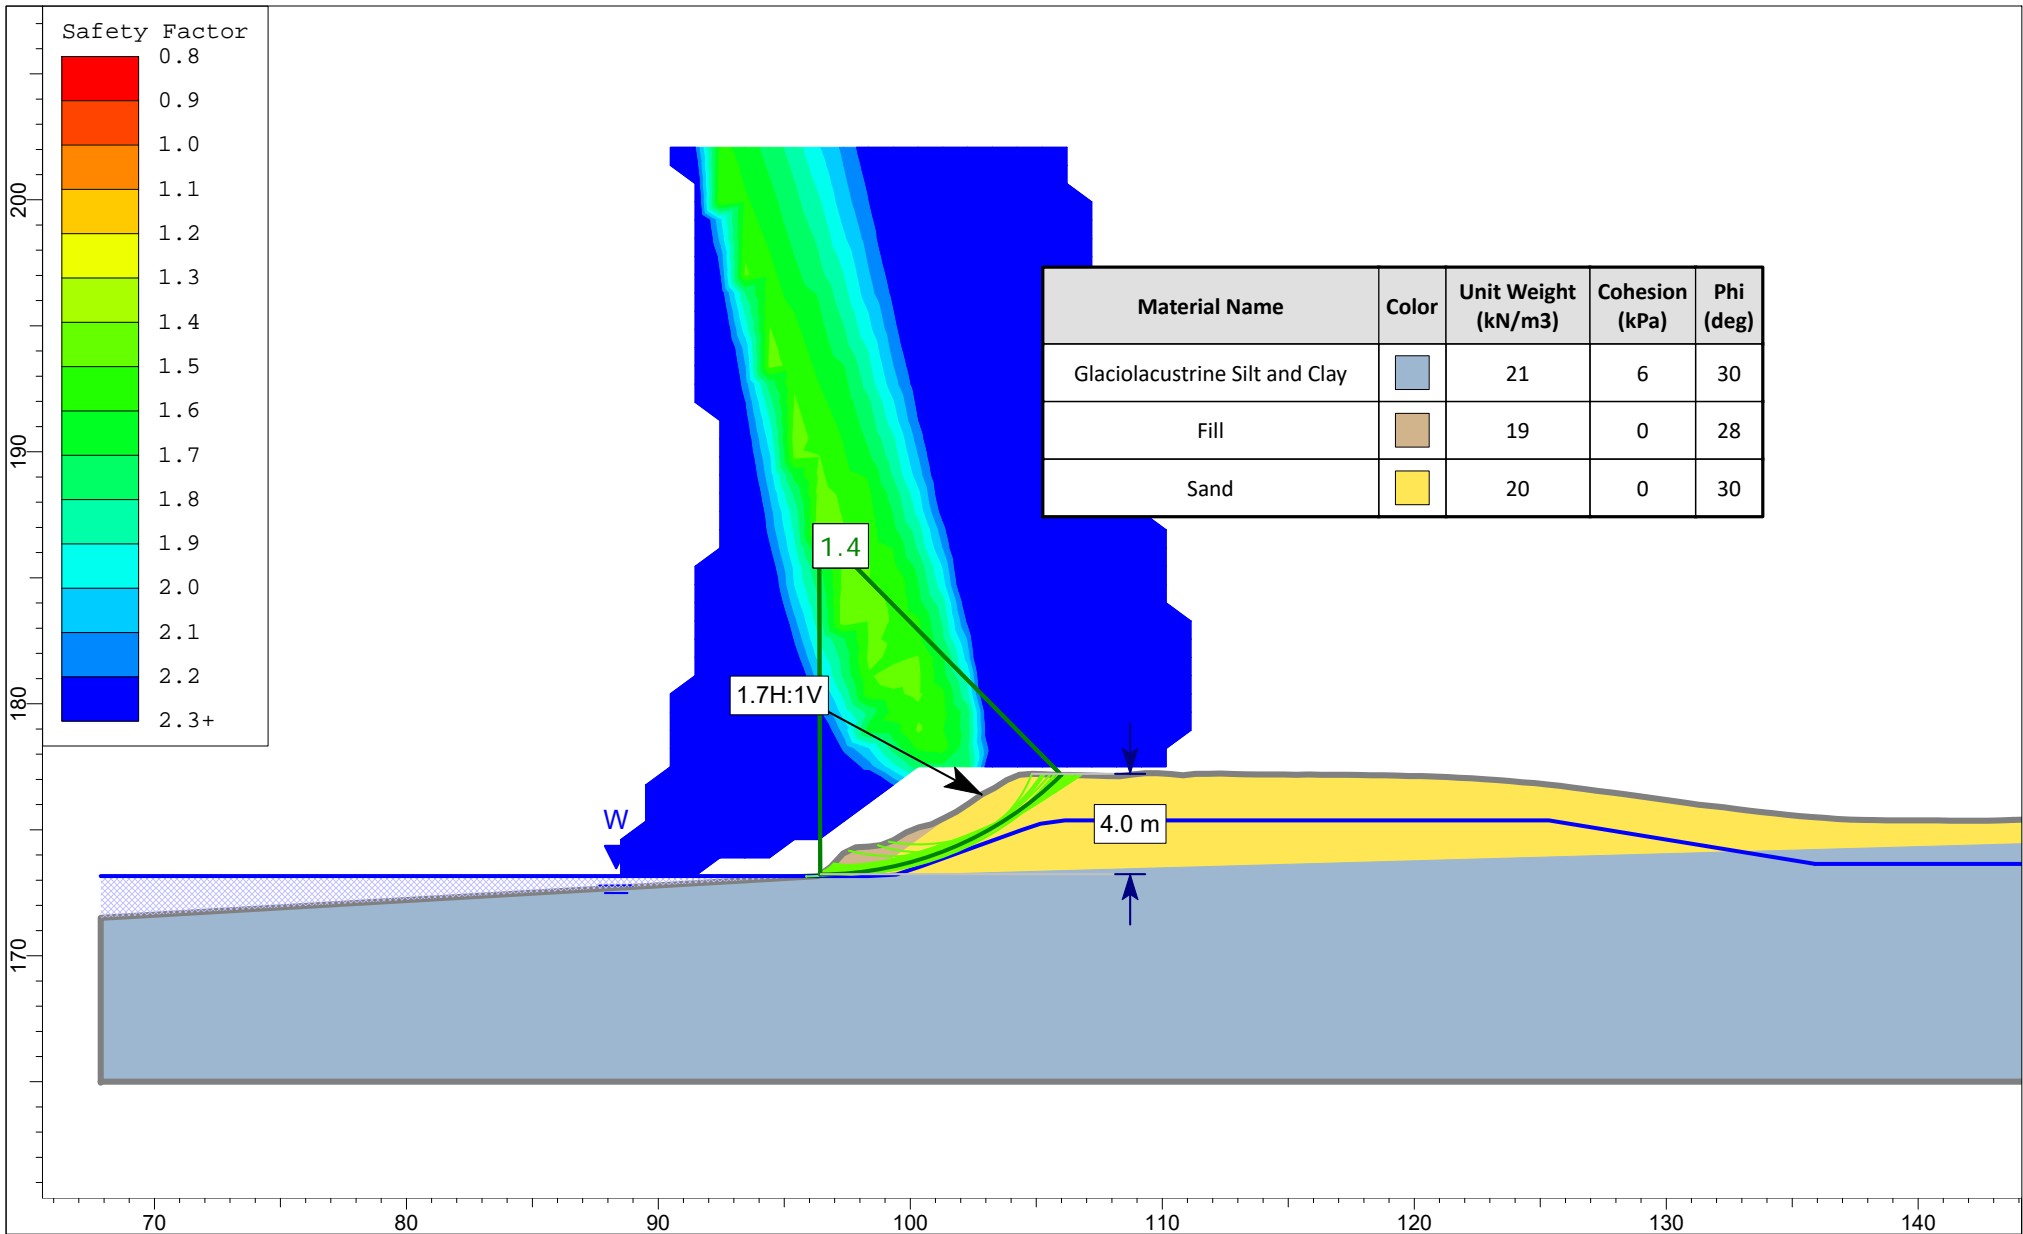 Safety Factor
0.8
0.9
1.0
1.1
1.2
1.3
1.4
1.5
1.6
1.7
1.8
1.9
2.0
2.1
2.2
2.3+
200
190
180
170
Material Name Color Unit Weight (kN/m3) Cohesion (kPa) Phi (deg)
Glaciolacustrine Silt and Clay 21 6 30
Fill 19 0 28
Sand 20 0 30
1.4
1.7H:1V
W
4.0 m
70 80 90 100 110 120 130 140